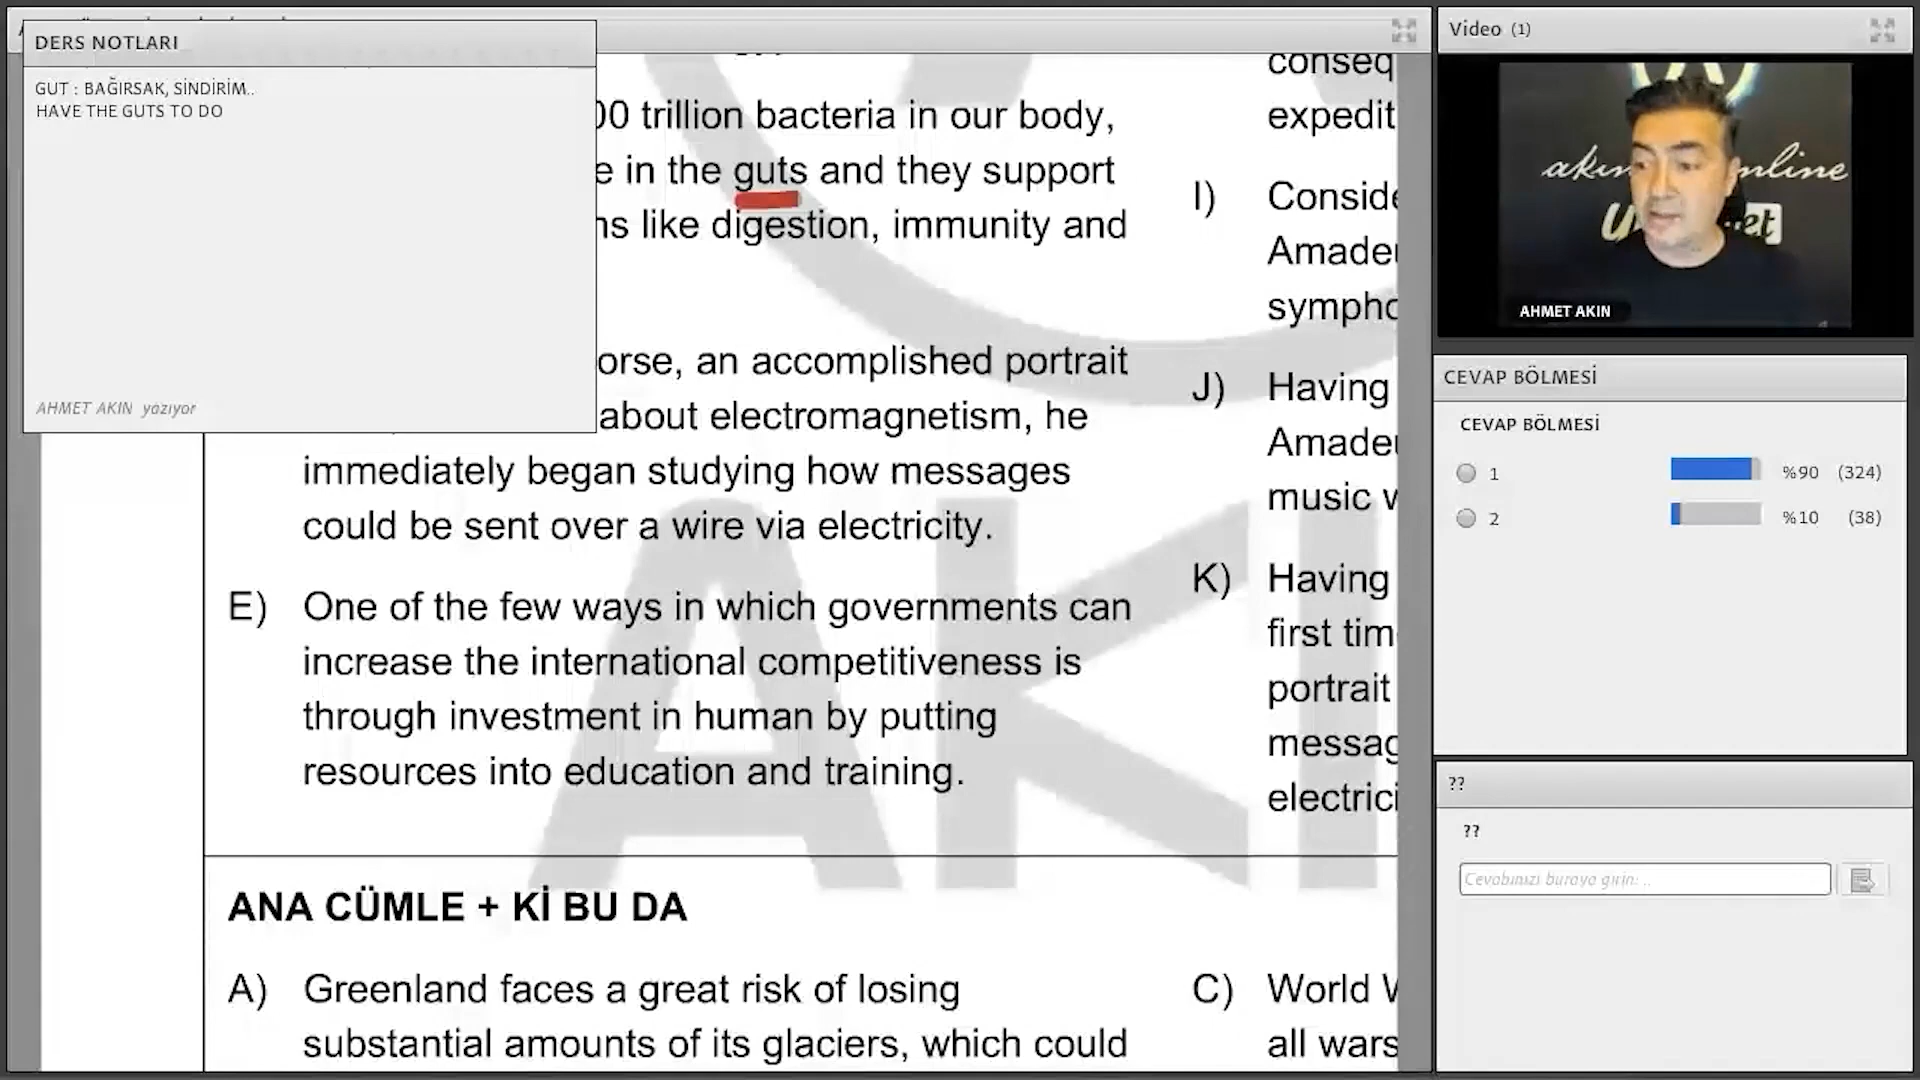 DERS NOTLARI
GUT : BAĞIRSAK, SİNDİRİM..
HAVE THE GUTS TO DO
AHMET AKIN yazıyor
00 trillion bacteria in our body,
e in the guts and they support
ns like digestion, immunity and
orse, an accomplished portrait
about electromagnetism, he
immediately began studying how messages
could be sent over a wire via electricity.
E) One of the few ways in which governments can
increase the international competitiveness is
through investment in human by putting
resources into education and training.
ANA CÜMLE + Kİ BU DA
A) Greenland faces a great risk of losing
substantial amounts of its glaciers, which could
conseq
expedit
I) Conside
Amadeu
sympho
J) Having
Amadeu
music w
K) Having
first tim
portrait
messag
electrici
C) World W
all wars
AKI
Video (1)
akın online
AHMET AKIN
CEVAP BÖLMESİ
CEVAP BÖLMESİ
1 %90 (324)
2 %10 (38)
??
??
Cevabınızı buraya girin: ..